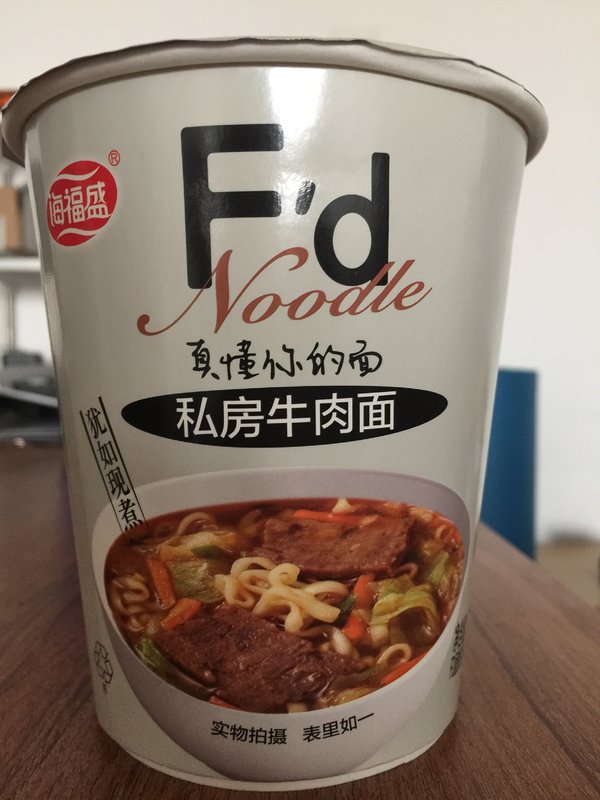 海福盛
®
F'd
Noodle
真懂你的面
私房牛肉面
犹如现煮
实物拍摄 表里如一